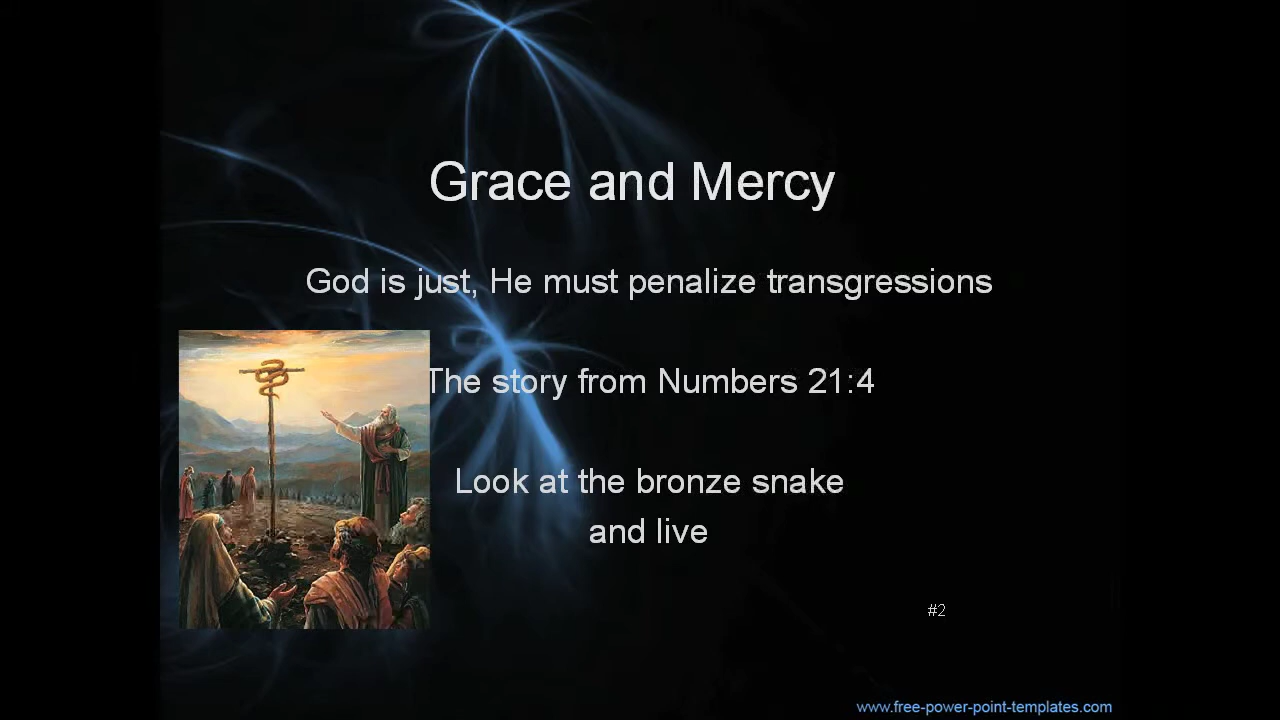 Grace and Mercy
God is just, He must penalize transgressions
The story from Numbers 21:4
Look at the bronze snake
and live
#2
www.free-power-point-templates.com